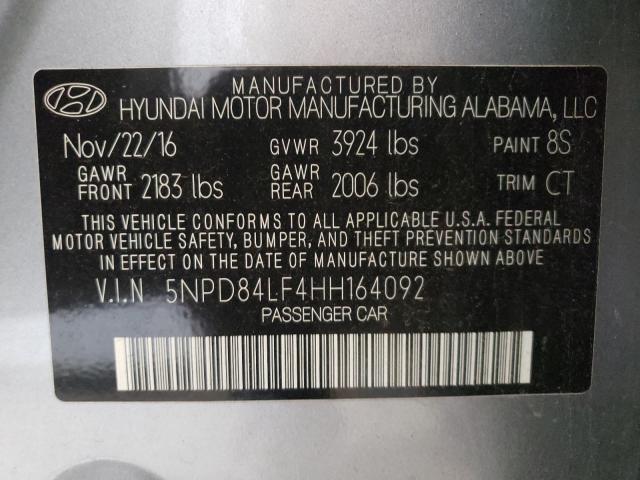 MANUFACTURED BY
HYUNDAI MOTOR MANUFACTURING ALABAMA, LLC
Nov/22/16 GVWR 3924 lbs PAINT 8S
GAWR FRONT 2183 lbs GAWR REAR 2006 lbs TRIM CT
THIS VEHICLE CONFORMS TO ALL APPLICABLE U.S.A. FEDERAL
MOTOR VEHICLE SAFETY, BUMPER, AND THEFT PREVENTION STANDARDS
IN EFFECT ON THE DATE OF MANUFACTURE SHOWN ABOVE.
V.I.N 5NPD84LF4HH164092
PASSENGER CAR